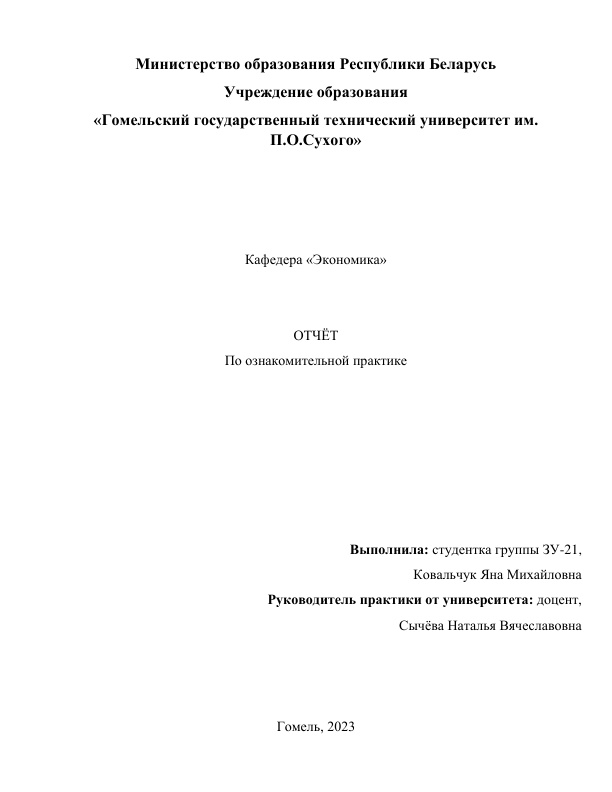 Министерство образования Республики Беларусь
Учреждение образования
«Гомельский государственный технический университет им.
П.О.Сухого»
Кафедера «Экономика»
ОТЧЁТ
По ознакомительной практике
Выполнила: студентка группы ЗУ-21,
Ковальчук Яна Михайловна
Руководитель практики от университета: доцент,
Сычёва Наталья Вячеславовна
Гомель, 2023